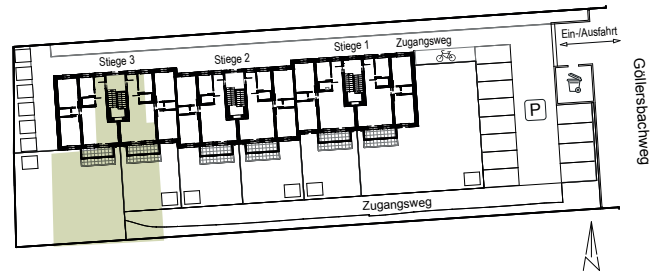 Stiege 3
Stiege 2
Stiege 1
Zugangsweg
Ein-/Ausfahrt
Göllersbachweg
P
Zugangsweg